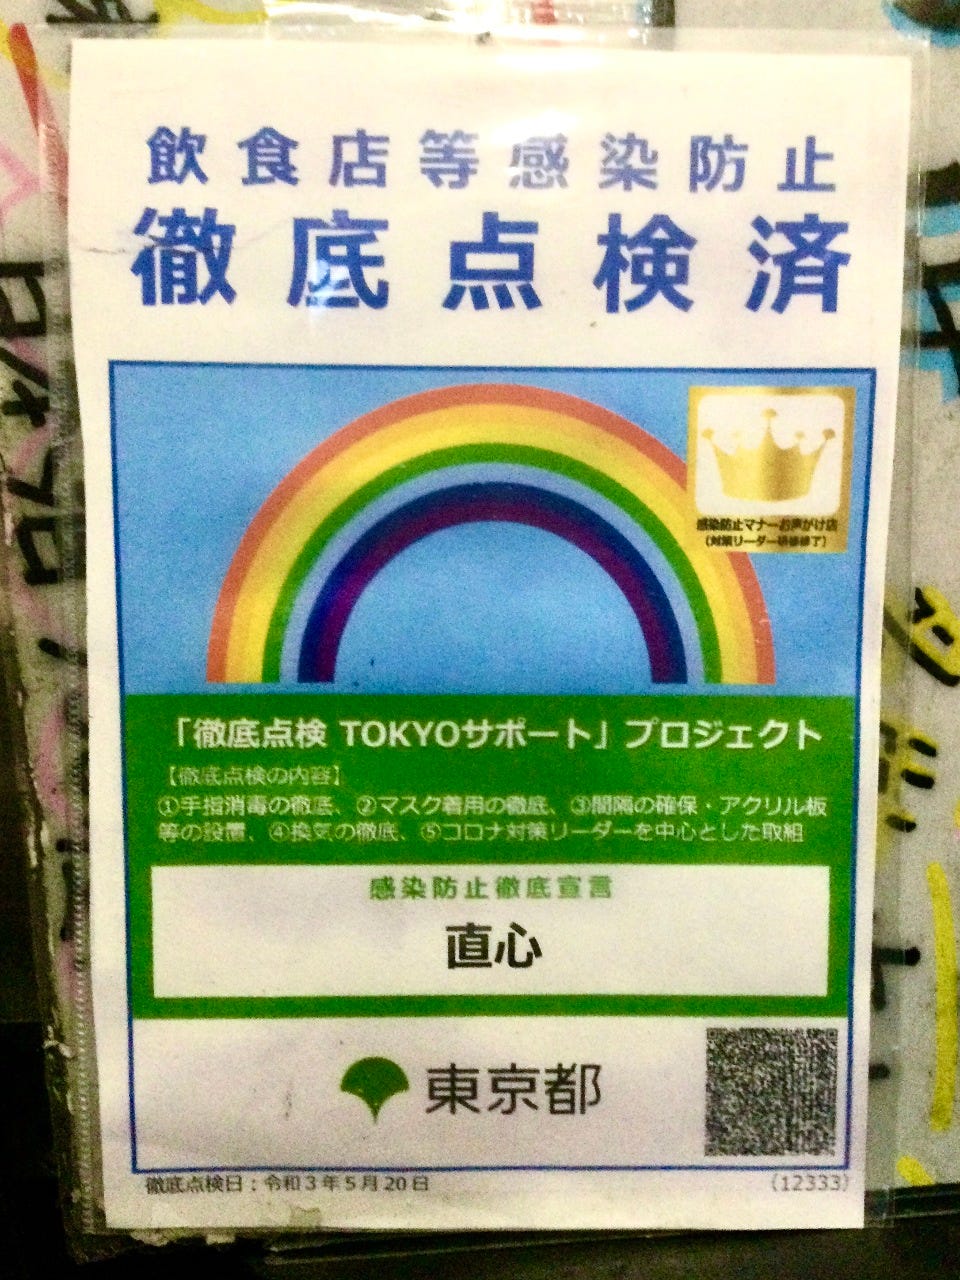 飲食店等感染防止
徹底点検済
感染防止マナーお声がけ店
(対策リーダー研修修了)
「徹底点検 TOKYOサポート」プロジェクト
【徹底点検の内容】
①手指消毒の徹底、②マスク着用の徹底、③間隔の確保・アクリル板
等の設置、④換気の徹底、⑤コロナ対策リーダーを中心とした取組
感染防止徹底宣言
直心
東京都
徹底点検日：令和3年5月20日
(12333)